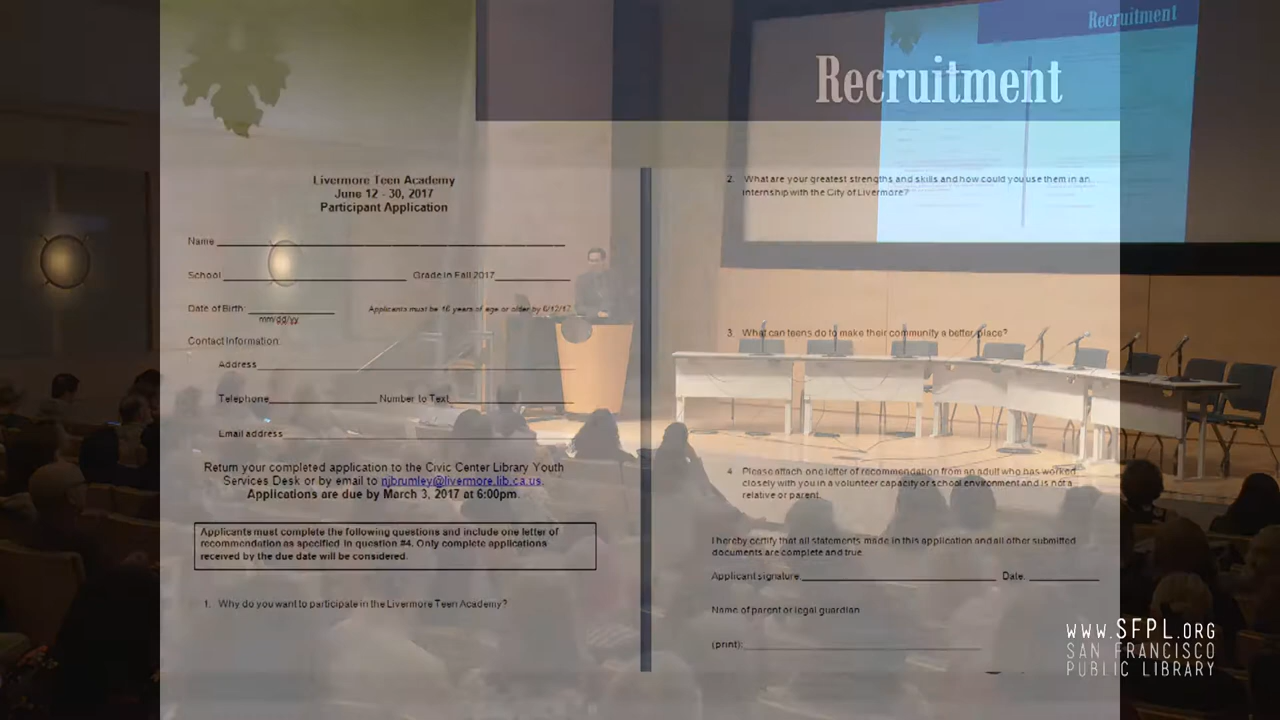 Recruitment
Recruitment
Livermore Teen Academy
June 12 - 30, 2017
Participant Application
Name
School Grade in Fall 2017
Date of Birth: Applicants must be 16 years of age or older by 6/12/17
mm/dd/yy
Contact Information:
Address
Telephone Number to Text
Email address
Return your completed application to the Civic Center Library Youth
Services Desk or by email to njbrumley@livermore.lib.ca.us.
Applications are due by March 3, 2017 at 6:00pm.
Applicants must complete the following questions and include one letter of
recommendation as specified in question #4. Only complete applications
received by the due date will be considered.
1. Why do you want to participate in the Livermore Teen Academy?
2. What are your greatest strengths and skills and how could you use them in an
internship with the City of Livermore?
3. What can teens do to make their community a better place?
4. Please attach one letter of recommendation from an adult who has worked
closely with you in a volunteer capacity or school environment and is not a
relative or parent.
I hereby certify that all statements made in this application and all other submitted
documents are complete and true
Applicant signature Date:
Name of parent or legal guardian
(print):
WWW.SFPL.ORG
SAN FRANCISCO
PUBLIC LIBRARY